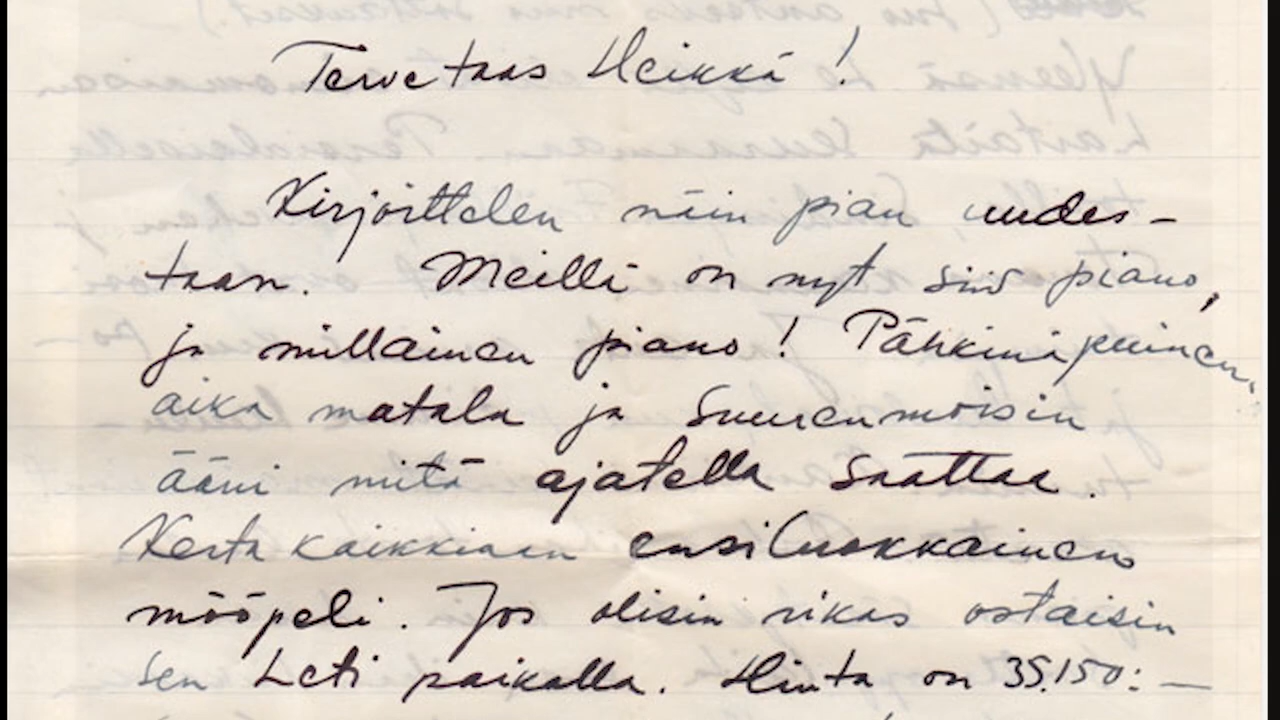 Terve taas Heikki!
Kirjoittelen näin pian uudes-
taan. Meillä on nyt siis piano,
ja millainen piano! Pähkinäpuinen,
aika matala ja suurenmoisin
ääni mitä ajatella saattaa.
Kerta kaikkiaan ensiluokkainen
mööpeli. Jos olisin rikas ostaisin
sen heti paikalla. Hinta on 35.150:-